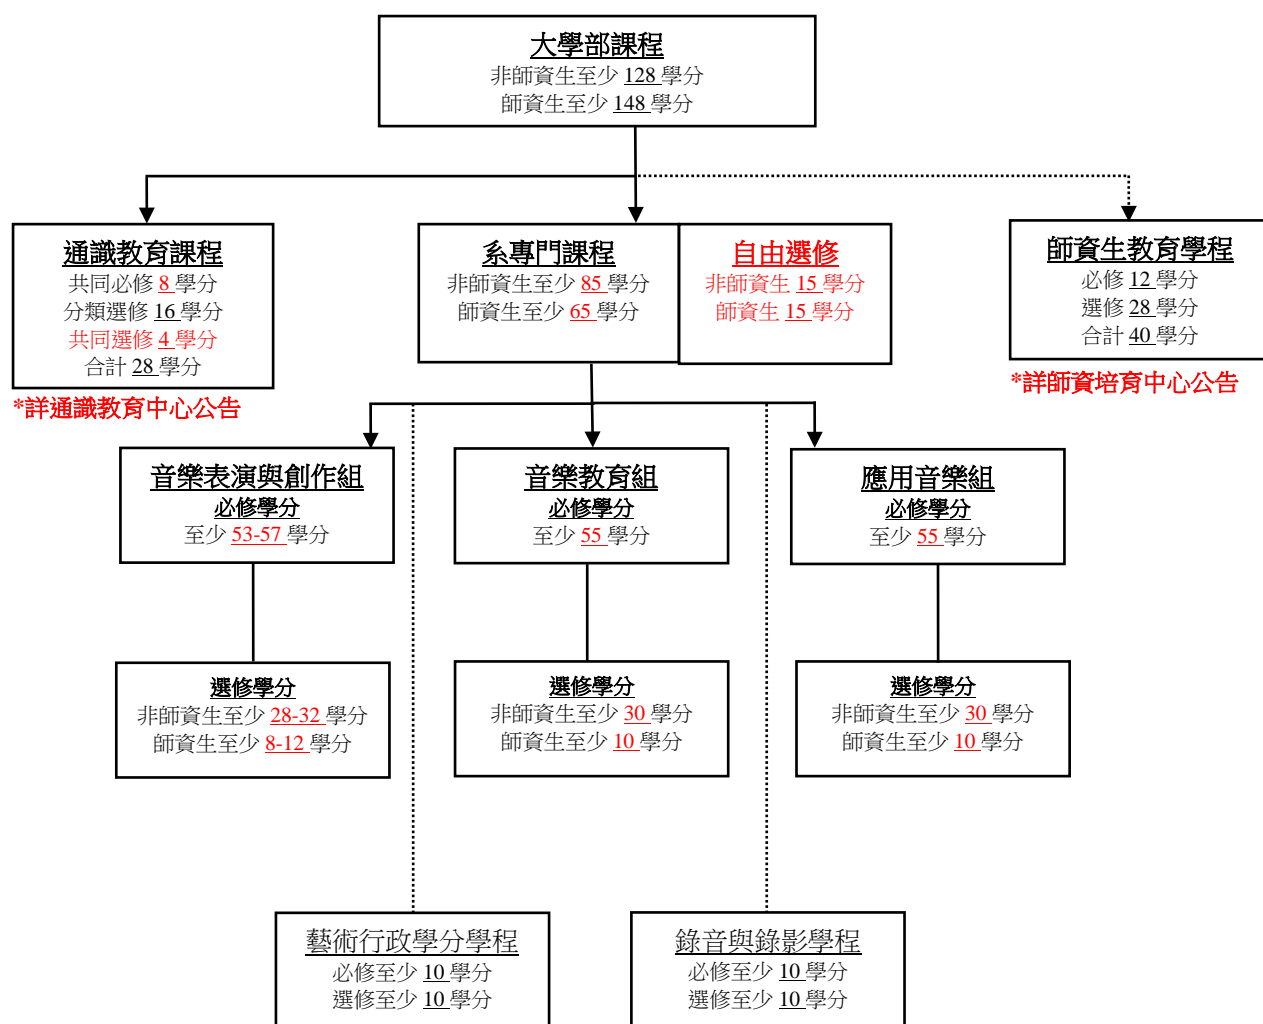 大學部課程
非師資生至少 128 學分
師資生至少 148 學分
通識教育課程
共同必修 8 學分
分類選修 16 學分
共同選修 4 學分
合計 28 學分
*詳通識教育中心公告
系專門課程
非師資生至少 85 學分
師資生至少 65 學分
自由選修
非師資生 15 學分
師資生 15 學分
師資生教育學程
必修 12 學分
選修 28 學分
合計 40 學分
*詳師資培育中心公告
音樂表演與創作組
必修學分
至少 53-57 學分
音樂教育組
必修學分
至少 55 學分
應用音樂組
必修學分
至少 55 學分
選修學分
非師資生至少 28-32 學分
師資生至少 8-12 學分
選修學分
非師資生至少 30 學分
師資生至少 10 學分
選修學分
非師資生至少 30 學分
師資生至少 10 學分
藝術行政學分學程
必修至少 10 學分
選修至少 10 學分
錄音與錄影學程
必修至少 10 學分
選修至少 10 學分